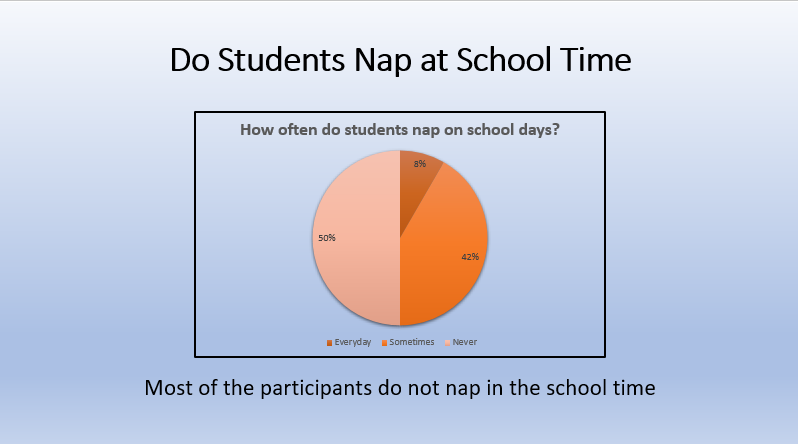 Do Students Nap at School Time
How often do students nap on school days?
8%
50%
42%
Everyday Sometimes Never
Most of the participants do not nap in the school time